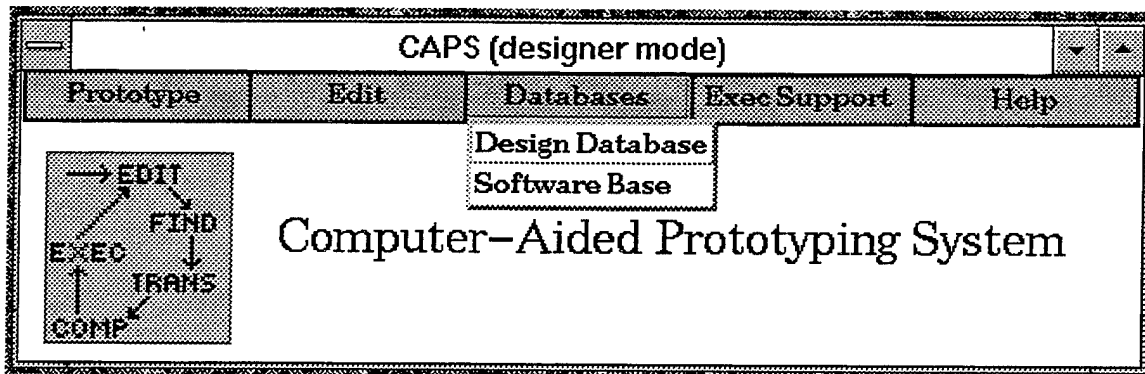 CAPS (designer mode)
Prototype Edit Databases Exec Support Help
Design Database
Software Base
EDIT
FIND
EXEC
TRANS
COMP
Computer-Aided Prototyping System